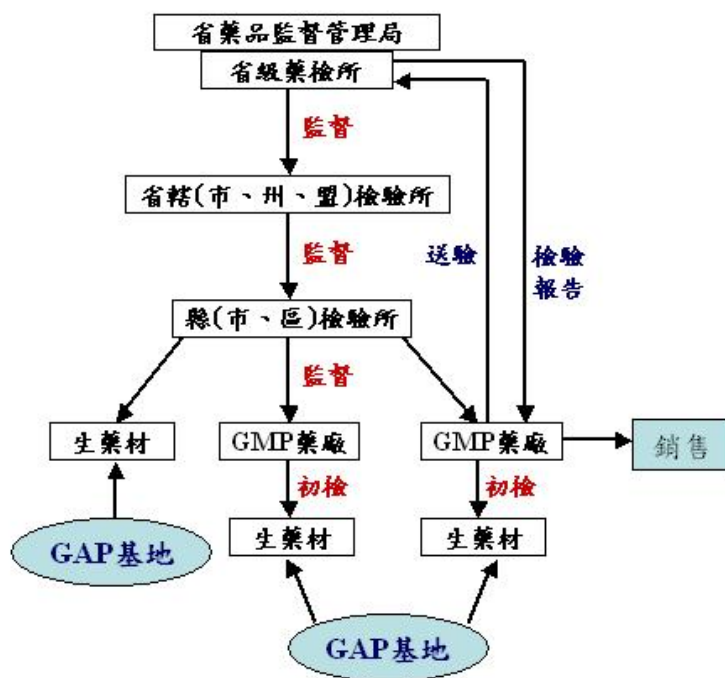 省藥品監督管理局
省級藥檢所
監督
省辖(市、州、盟)檢驗所
監督
送驗
檢驗
報告
縣(市、區)檢驗所
監督
生藥材
GMP藥廠
GMP藥廠
銷售
初檢
初檢
生藥材
生藥材
GAP基地
GAP基地